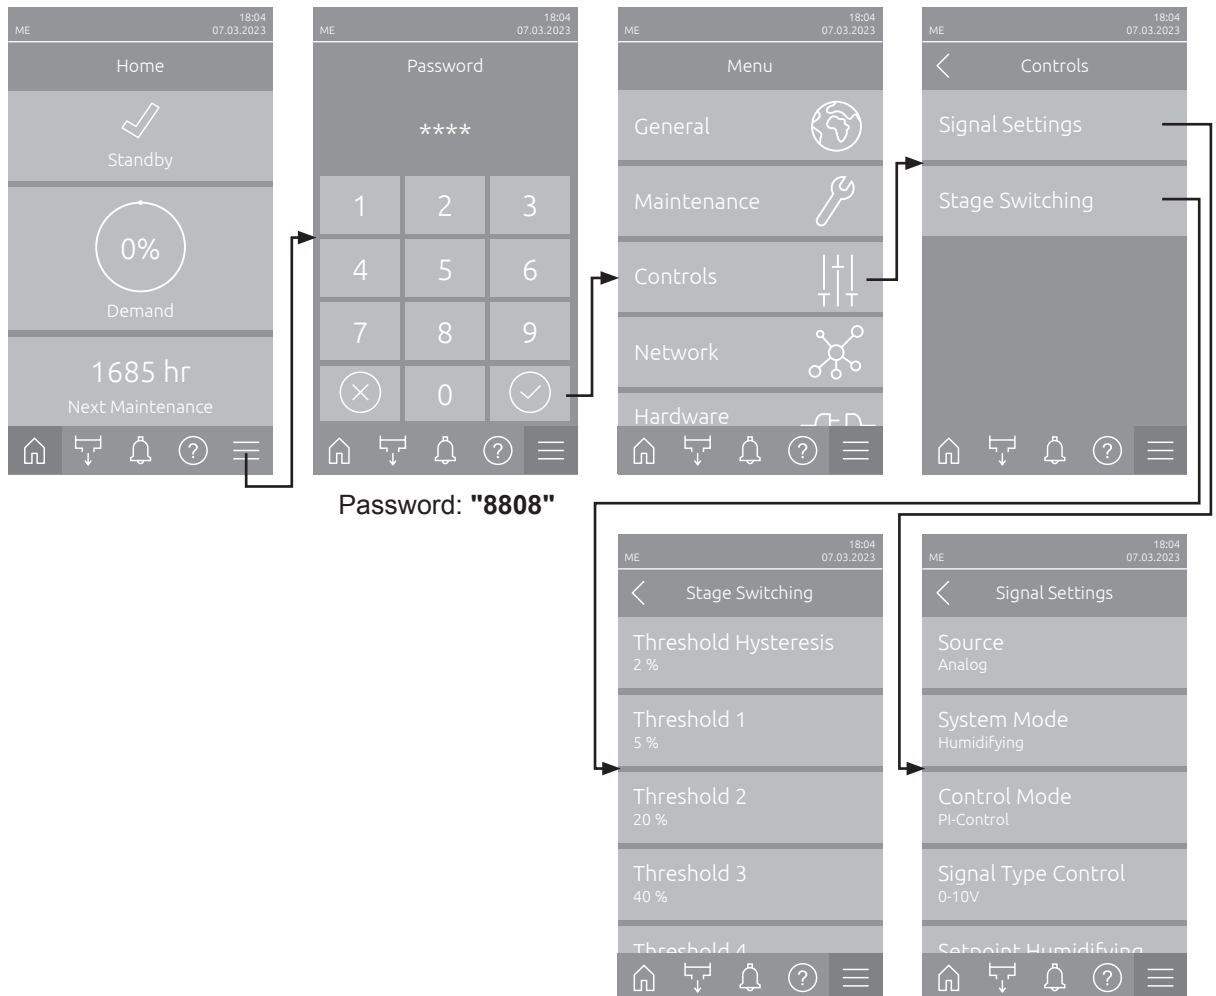 18:04
ME 07.03.2023
Home
Standby
0%
Demand
1685 hr
Next Maintenance
?
18:04
ME 07.03.2023
Password
****
1 2 3
4 5 6
7 8 9
0
?
Password: "8808"
18:04
ME 07.03.2023
Menu
General
Maintenance
Controls
Network
Hardware
?
18:04
ME 07.03.2023
Controls
Signal Settings
Stage Switching
?
18:04
ME 07.03.2023
Stage Switching
Threshold Hysteresis
2 %
Threshold 1
5 %
Threshold 2
20 %
Threshold 3
40 %
Threshold 4
?
18:04
ME 07.03.2023
Signal Settings
Source
Analog
System Mode
Humidifying
Control Mode
PI-Control
Signal Type Control
0-10V
Setpoint Humidifying
?